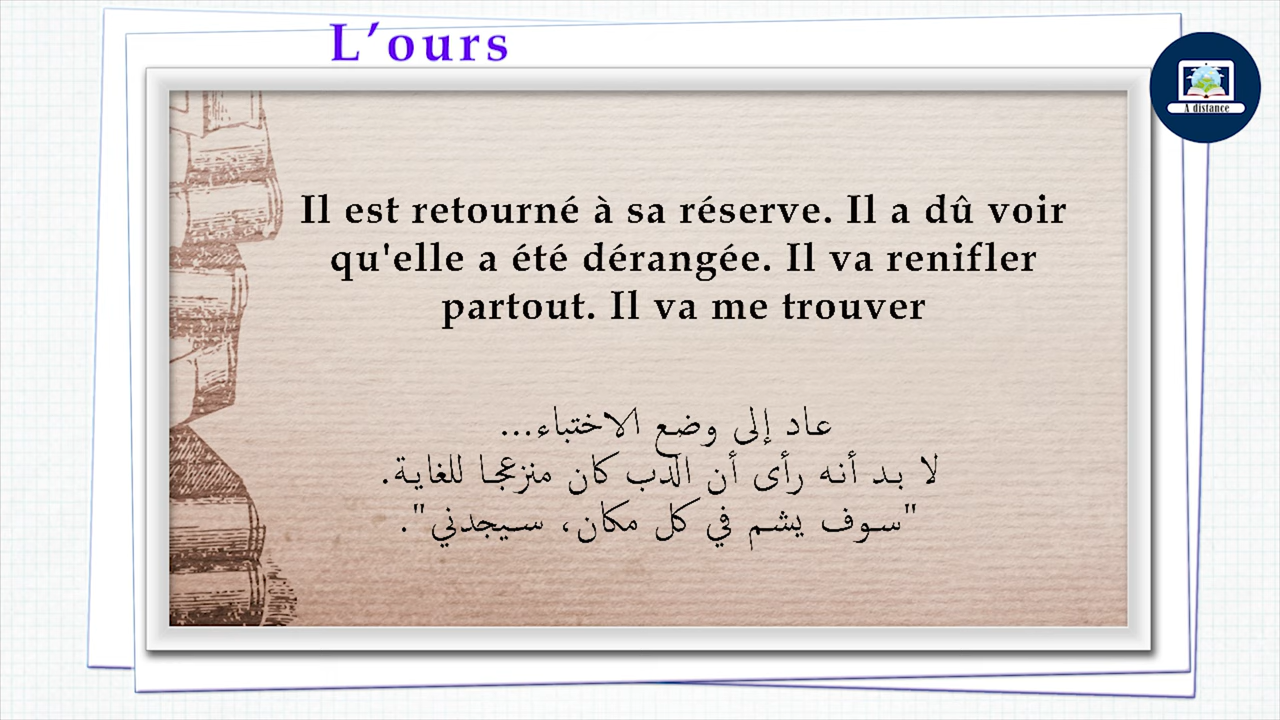 L’ours
A distance
Il est retourné à sa réserve. Il a dû voir
qu'elle a été dérangée. Il va renifler
partout. Il va me trouver
عاد إلى وضع الاختباء...
لا بد أنه رأى أن الدب كان منزعجا للغاية.
"سوف يشم في كل مكان، سيجدني".